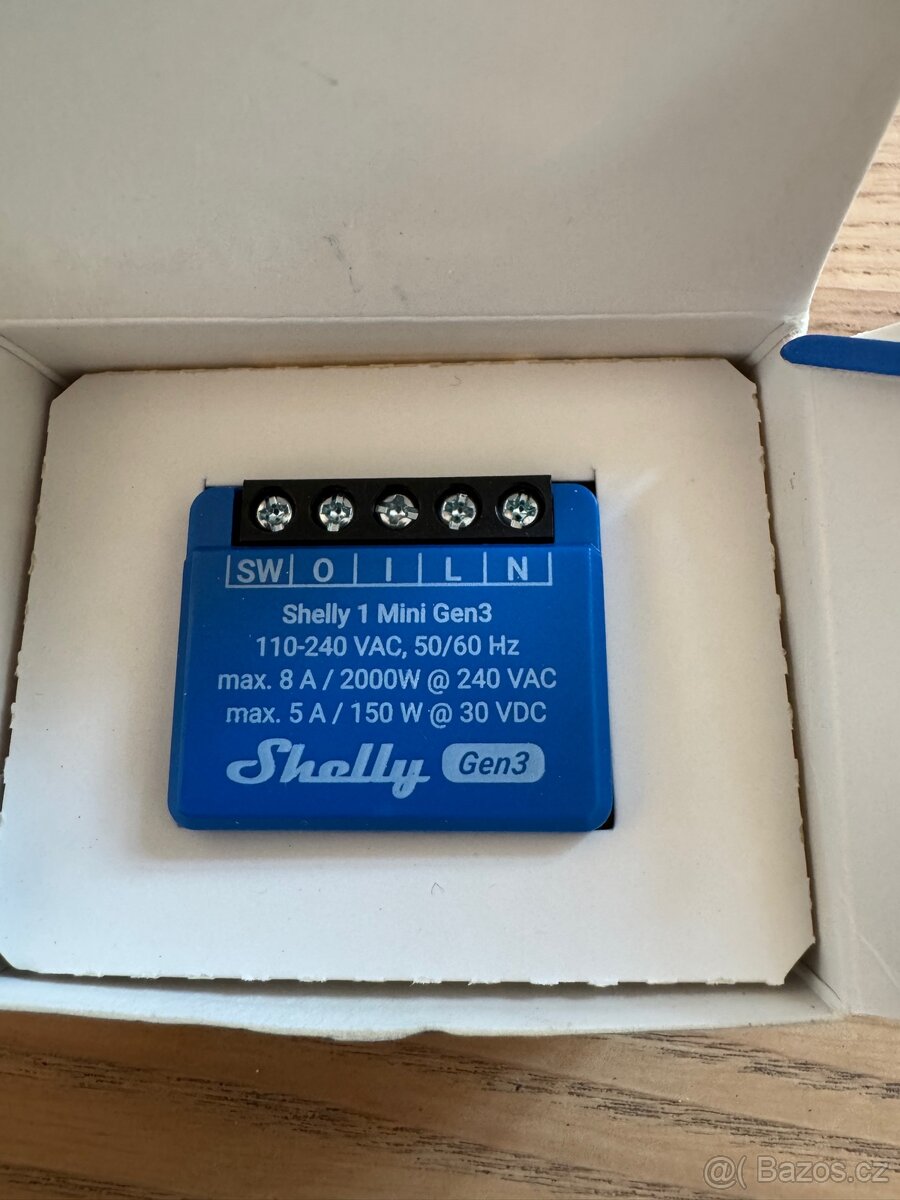 SW O I L N
Shelly 1 Mini Gen3
110-240 VAC, 50/60 Hz
max. 8 A / 2000W @ 240 VAC
max. 5 A / 150 W @ 30 VDC
Shelly Gen3
@( Bazos.cz